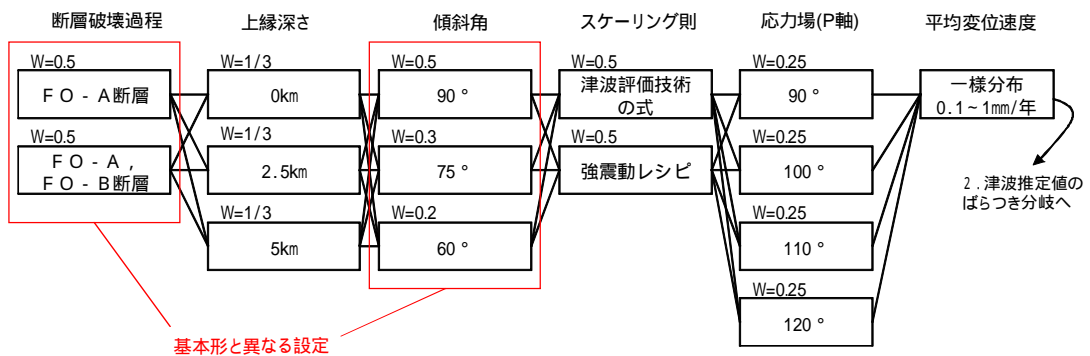 断層破壊過程
上縁深さ
傾斜角
スケーリング則
応力場(P軸)
平均変位速度
W=0.5
FO-A断層
W=0.5
FO-A,
FO-B断層
W=1/3
0km
W=1/3
2.5km
W=1/3
5km
W=0.5
90°
W=0.3
75°
W=0.2
60°
W=0.5
津波評価技術
の式
W=0.5
強震動レシピ
W=0.25
90°
W=0.25
100°
W=0.25
110°
W=0.25
120°
一様分布
0.1~1mm/年
2.津波推定値の
ばらつき分岐へ
基本形と異なる設定